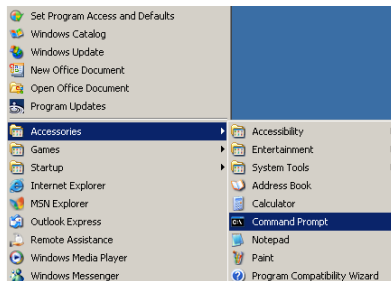 Set Program Access and Defaults
Windows Catalog
Windows Update
New Office Document
Open Office Document
Program Updates
Accessories
Games
Startup
Internet Explorer
MSN Explorer
Outlook Express
Remote Assistance
Windows Media Player
Windows Messenger
Accessibility
Entertainment
System Tools
Address Book
Calculator
Command Prompt
Notepad
Paint
Program Compatibility Wizard